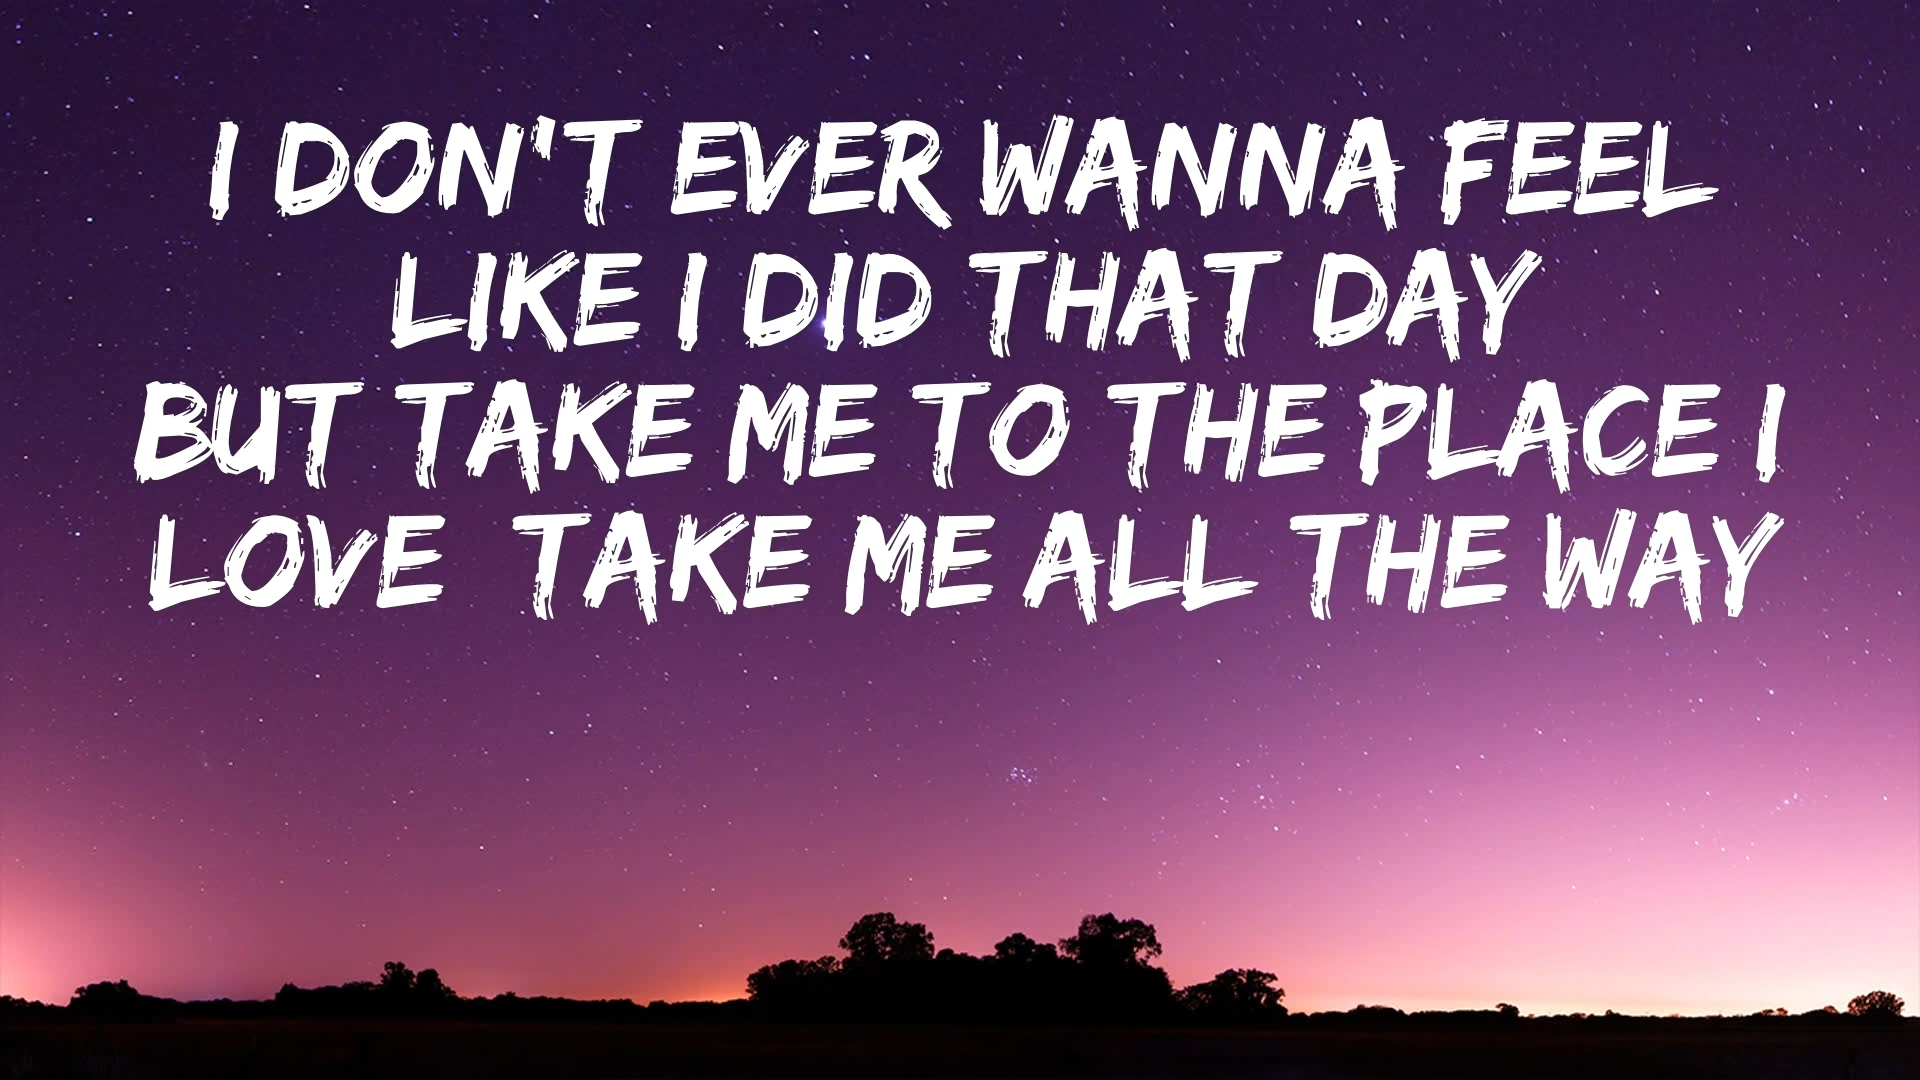 I DON'T EVER WANNA FEEL
LIKE I DID THAT DAY
BUT TAKE ME TO THE PLACE I
LOVE TAKE ME ALL THE WAY